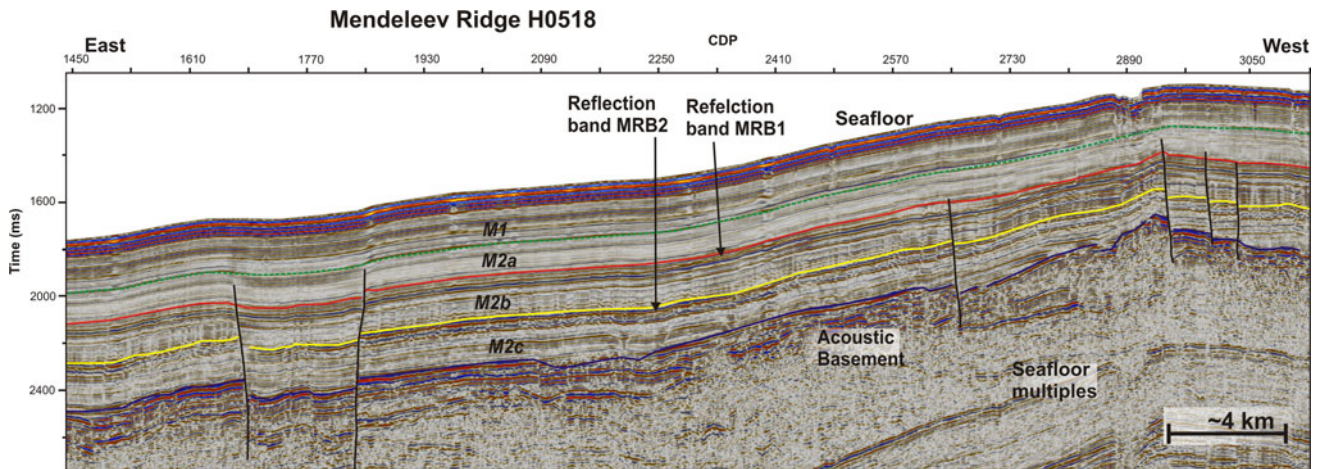 Mendeleev Ridge H0518
East
CDP
West
1450 1610 1770 1930 2090 2250 2410 2570 2730 2890 3050
Time (ms)
1200
1600
2000
2400
Reflection
band MRB2
Refelction
band MRB1
Seafloor
M1
M2a
M2b
M2c
Acoustic
Basement
Seafloor
multiples
~4 km